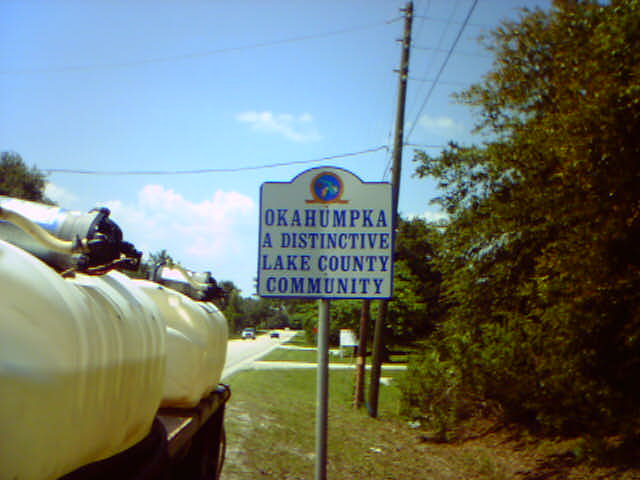 OKAHUMPKA
A DISTINCTIVE
LAKE COUNTY
COMMUNITY